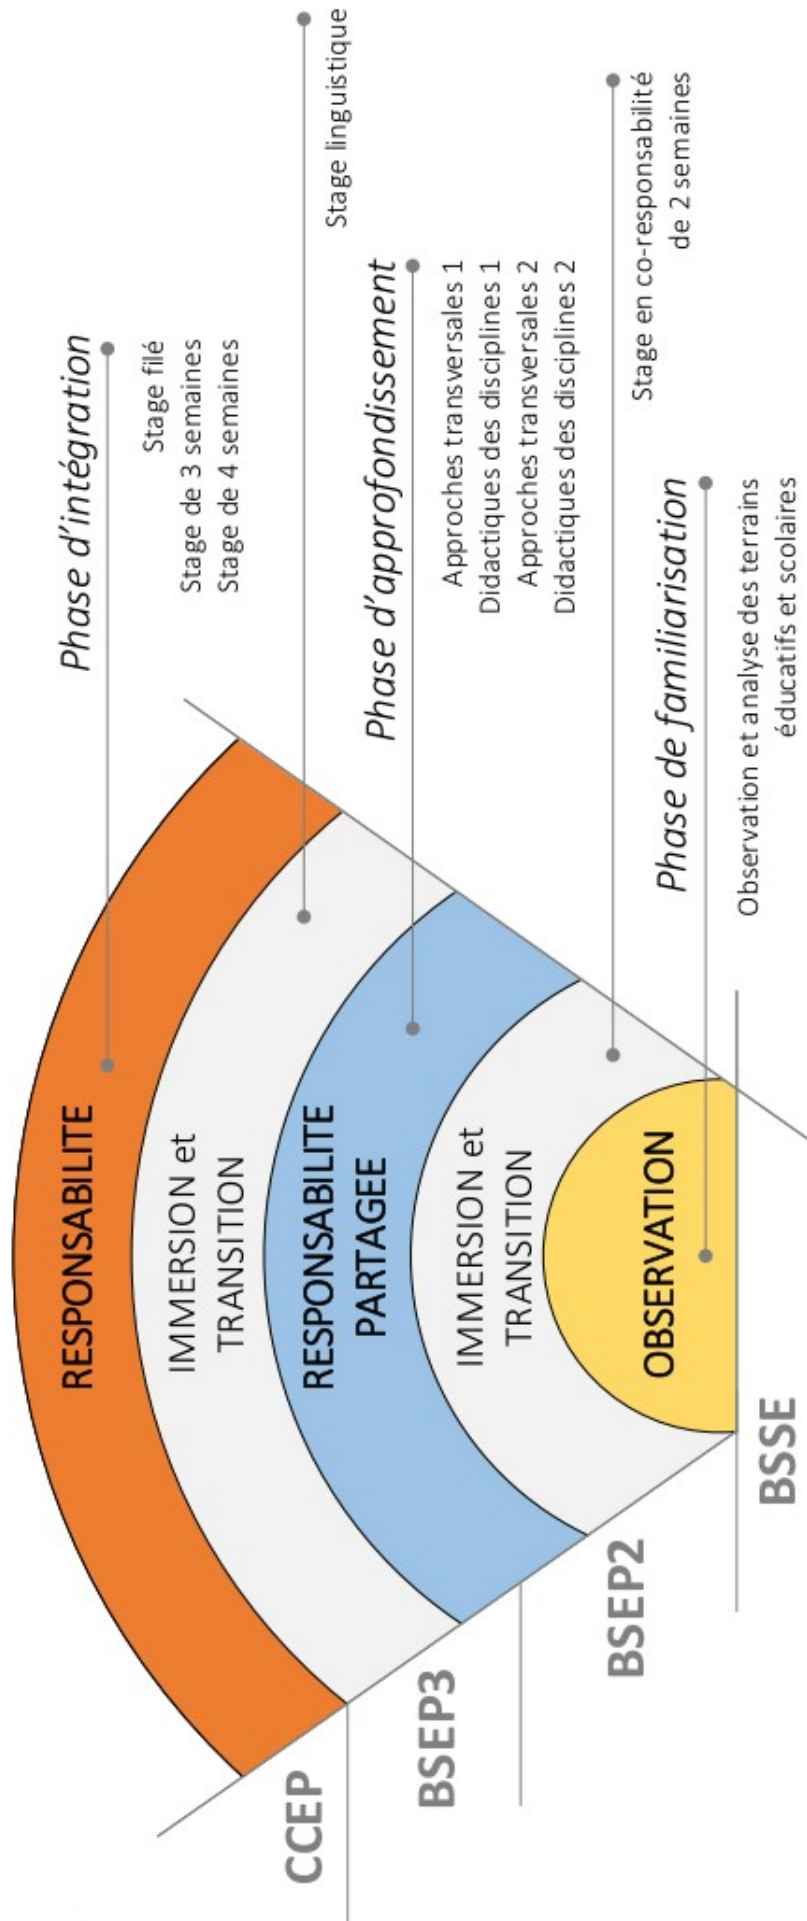 Phase d'intégration
Stage filé
Stage de 3 semaines
Stage de 4 semaines
Stage linguistique
Phase d'approfondissement
Approches transversales 1
Didactiques des disciplines 1
Approches transversales 2
Didactiques des disciplines 2
Stage en co-responsabilité
de 2 semaines
Phase de familiarisation
Observation et analyse des terrains
éducatifs et scolaires
RESPONSABILITE
IMMERSION et
TRANSITION
RESPONSABILITE
PARTAGEE
IMMERSION et
TRANSITION
OBSERVATION
CCEP
BSEP3
BSEP2
BSSE